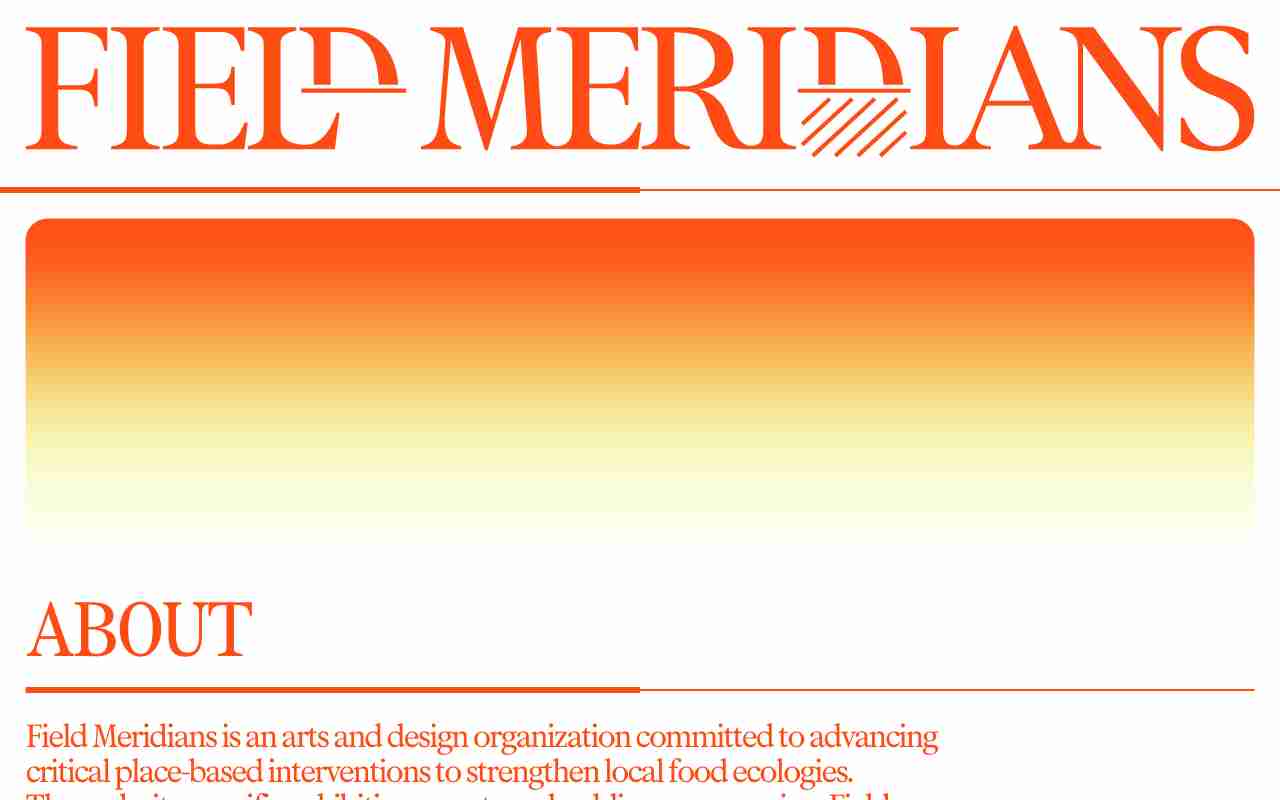 FIELD MERIDIANS
ABOUT
Field Meridians is an arts and design organization committed to advancing
critical place-based interventions to strengthen local food ecologies.